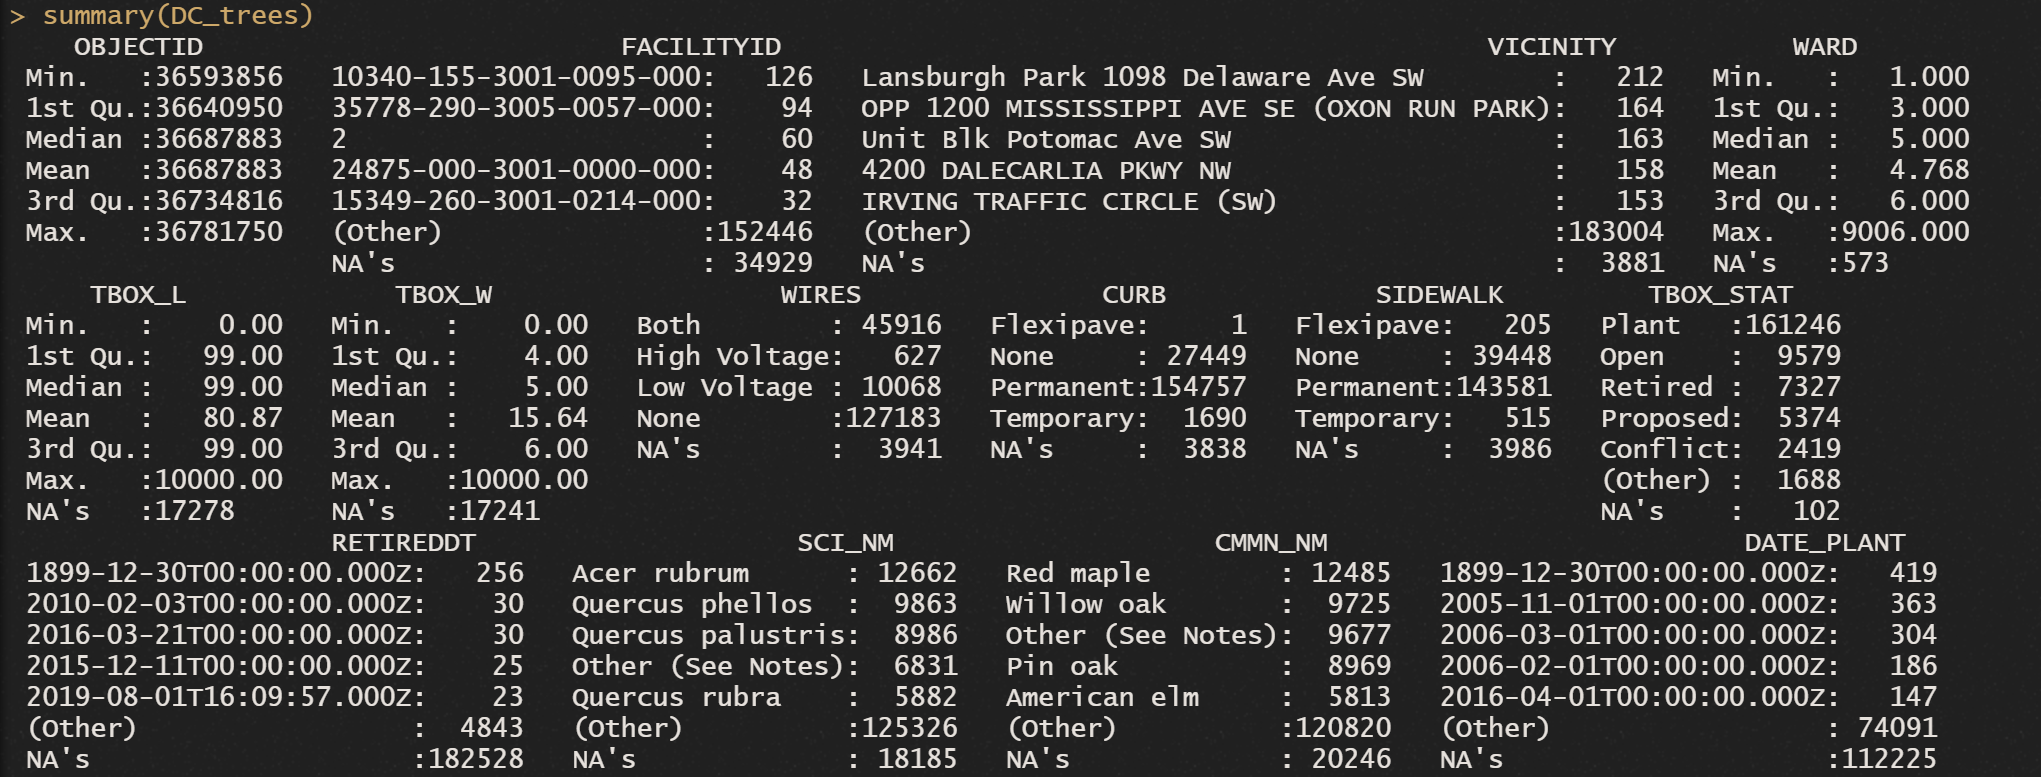 > summary(DC_trees)
OBJECTID FACILITYID VICINITY WARD
Min. :36593856 10340-155-3001-0095-000: 126 Lansburgh Park 1098 Delaware Ave SW : 212 Min. : 1.000
1st Qu.:36640950 35778-290-3005-0057-000: 94 OPP 1200 MISSISSIPPI AVE SE (OXON RUN PARK): 164 1st Qu.: 3.000
Median :36687883 2 : 60 Unit Blk Potomac Ave SW : 163 Median : 5.000
Mean :36687883 24875-000-3001-0000-000: 48 4200 DALECARLIA PKWY NW : 158 Mean : 4.768
3rd Qu.:36734816 15349-260-3001-0214-000: 32 IRVING TRAFFIC CIRCLE (SW) : 153 3rd Qu.: 6.000
Max. :36781750 (Other) :152446 (Other) :183004 Max. :9006.000
NA's : 34929 NA's : 3881 NA's :573
TBOX_L TBOX_W WIRES CURB SIDEWALK TBOX_STAT
Min. : 0.00 Min. : 0.00 Both : 45916 Flexipave: 1 Flexipave: 205 Plant :161246
1st Qu.: 99.00 1st Qu.: 4.00 High Voltage: 627 None : 27449 None : 39448 Open : 9579
Median : 99.00 Median : 5.00 Low Voltage : 10068 Permanent:154757 Permanent:143581 Retired : 7327
Mean : 80.87 Mean : 15.64 None :127183 Temporary: 1690 Temporary: 515 Proposed: 5374
3rd Qu.: 99.00 3rd Qu.: 6.00 NA's : 3941 NA's : 3838 NA's : 3986 Conflict: 2419
Max. :10000.00 Max. :10000.00 (Other) : 1688
NA's :17278 NA's :17241 NA's : 102
RETIREDDT SCI_NM CMMN_NM DATE_PLANT
1899-12-30T00:00:00.000Z: 256 Acer rubrum : 12662 Red maple : 12485 1899-12-30T00:00:00.000Z: 419
2010-02-03T00:00:00.000Z: 30 Quercus phellos : 9863 Willow oak : 9725 2005-11-01T00:00:00.000Z: 363
2016-03-21T00:00:00.000Z: 30 Quercus palustris: 8986 Other (See Notes): 9677 2006-03-01T00:00:00.000Z: 304
2015-12-11T00:00:00.000Z: 25 Other (See Notes): 6831 Pin oak : 8969 2006-02-01T00:00:00.000Z: 186
2019-08-01T16:09:57.000Z: 23 Quercus rubra : 5882 American elm : 5813 2016-04-01T00:00:00.000Z: 147
(Other) : 4843 (Other) :125326 (Other) :120820 (Other) : 74091
NA's :182528 NA's : 18185 NA's : 20246 NA's :112225